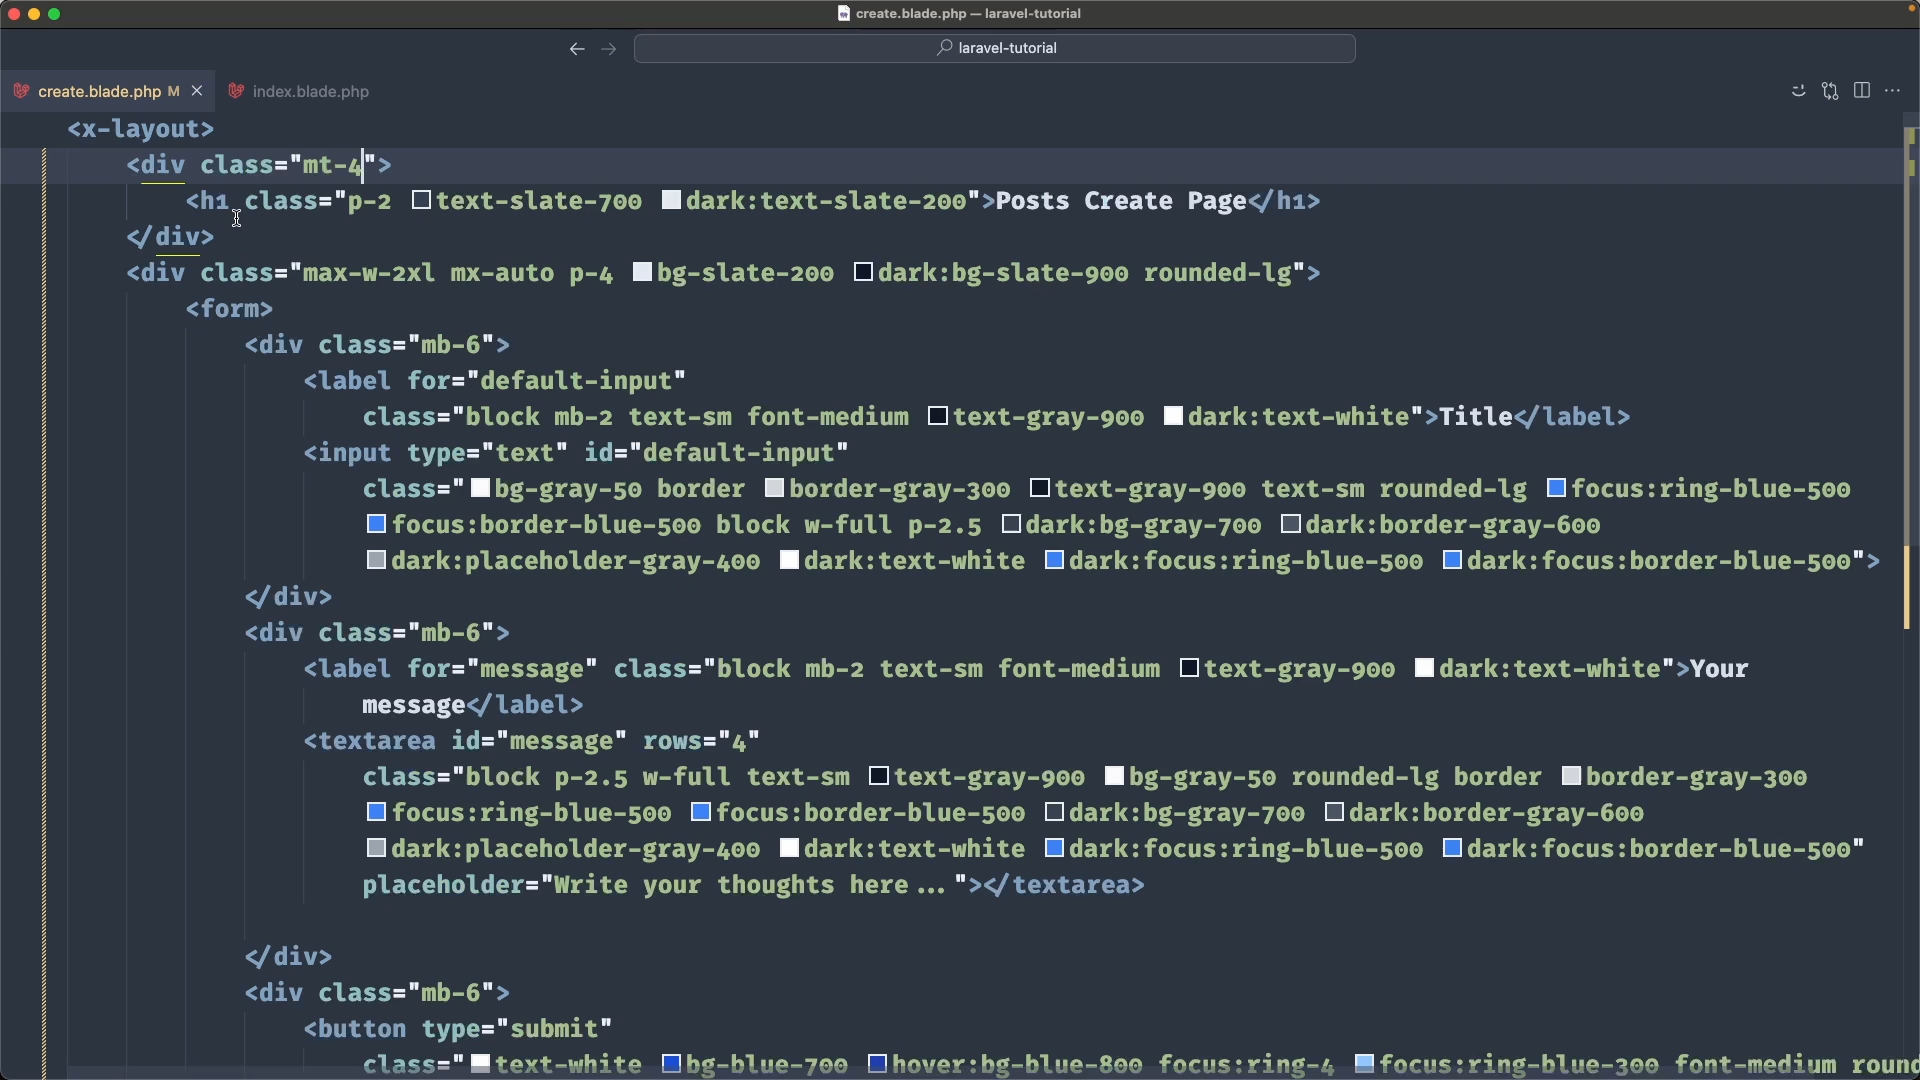 create.blade.php — laravel-tutorial
laravel-tutorial
create.blade.php M
index.blade.php
<x-layout>
<div class="mt-4">
<h1 class="p-2 text-slate-700 dark:text-slate-200">Posts Create Page</h1>
</div>
<div class="max-w-2xl mx-auto p-4 bg-slate-200 dark:bg-slate-900 rounded-lg">
<form>
<div class="mb-6">
<label for="default-input"
class="block mb-2 text-sm font-medium text-gray-900 dark:text-white">Title</label>
<input type="text" id="default-input"
class="bg-gray-50 border border-gray-300 text-gray-900 text-sm rounded-lg focus:ring-blue-500
focus:border-blue-500 block w-full p-2.5 dark:bg-gray-700 dark:border-gray-600
dark:placeholder-gray-400 dark:text-white dark:focus:ring-blue-500 dark:focus:border-blue-500">
</div>
<div class="mb-6">
<label for="message" class="block mb-2 text-sm font-medium text-gray-900 dark:text-white">Your
message</label>
<textarea id="message" rows="4"
class="block p-2.5 w-full text-sm text-gray-900 bg-gray-50 rounded-lg border border-gray-300
focus:ring-blue-500 focus:border-blue-500 dark:bg-gray-700 dark:border-gray-600
dark:placeholder-gray-400 dark:text-white dark:focus:ring-blue-500 dark:focus:border-blue-500"
placeholder="Write your thoughts here..."></textarea>
</div>
<div class="mb-6">
<button type="submit"
class="text-white bg-blue-700 hover:bg-blue-800 focus:ring-4 focus:ring-blue-300 font-medium round